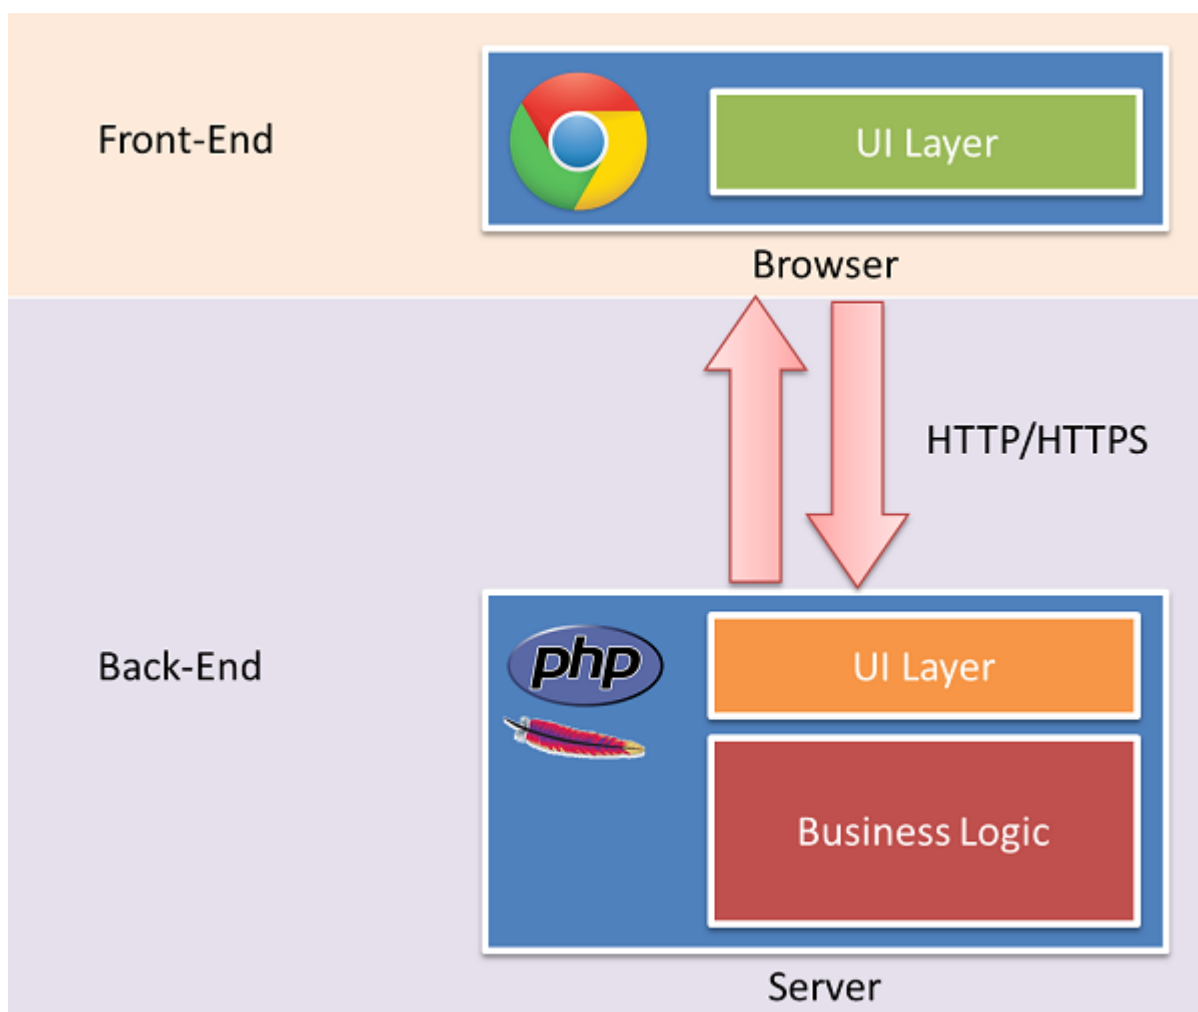 Front-End
UI Layer
Browser
HTTP/HTTPS
Back-End
php
UI Layer
Business Logic
Server